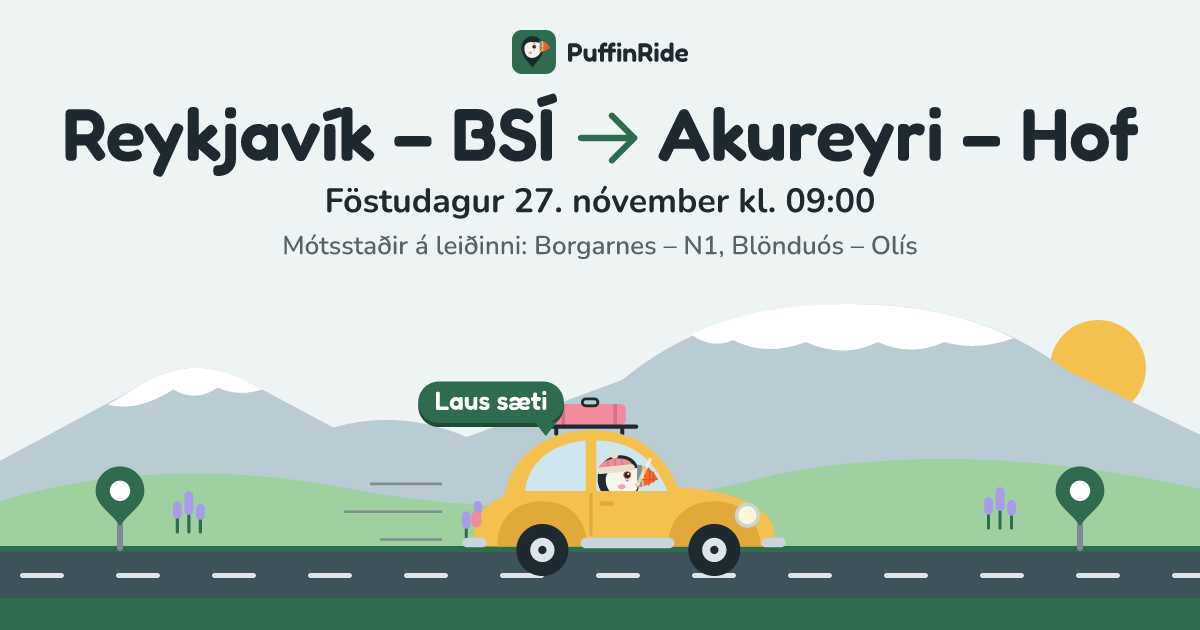 PuffinRide
Reykjavík – BSÍ → Akureyri – Hof
Föstudagur 27. nóvember kl. 09:00
Mótsstaðir á leiðinni: Borgarnes – N1, Blönduós – Olís
Laus sæti